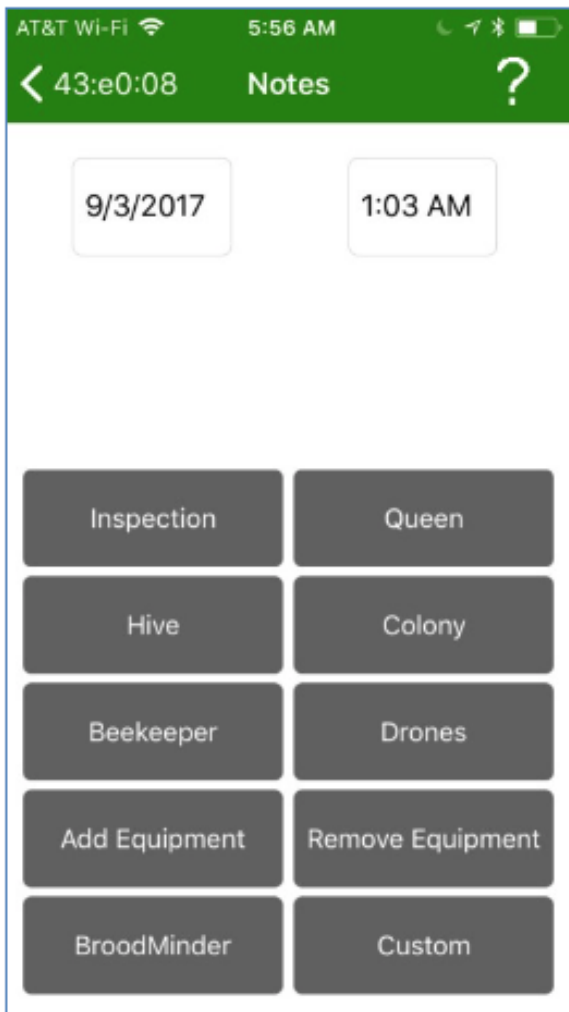 AT&T Wi-Fi 5:56 AM
43:e0:08 Notes ?
9/3/2017 1:03 AM
Inspection Queen
Hive Colony
Beekeeper Drones
Add Equipment Remove Equipment
BroodMinder Custom